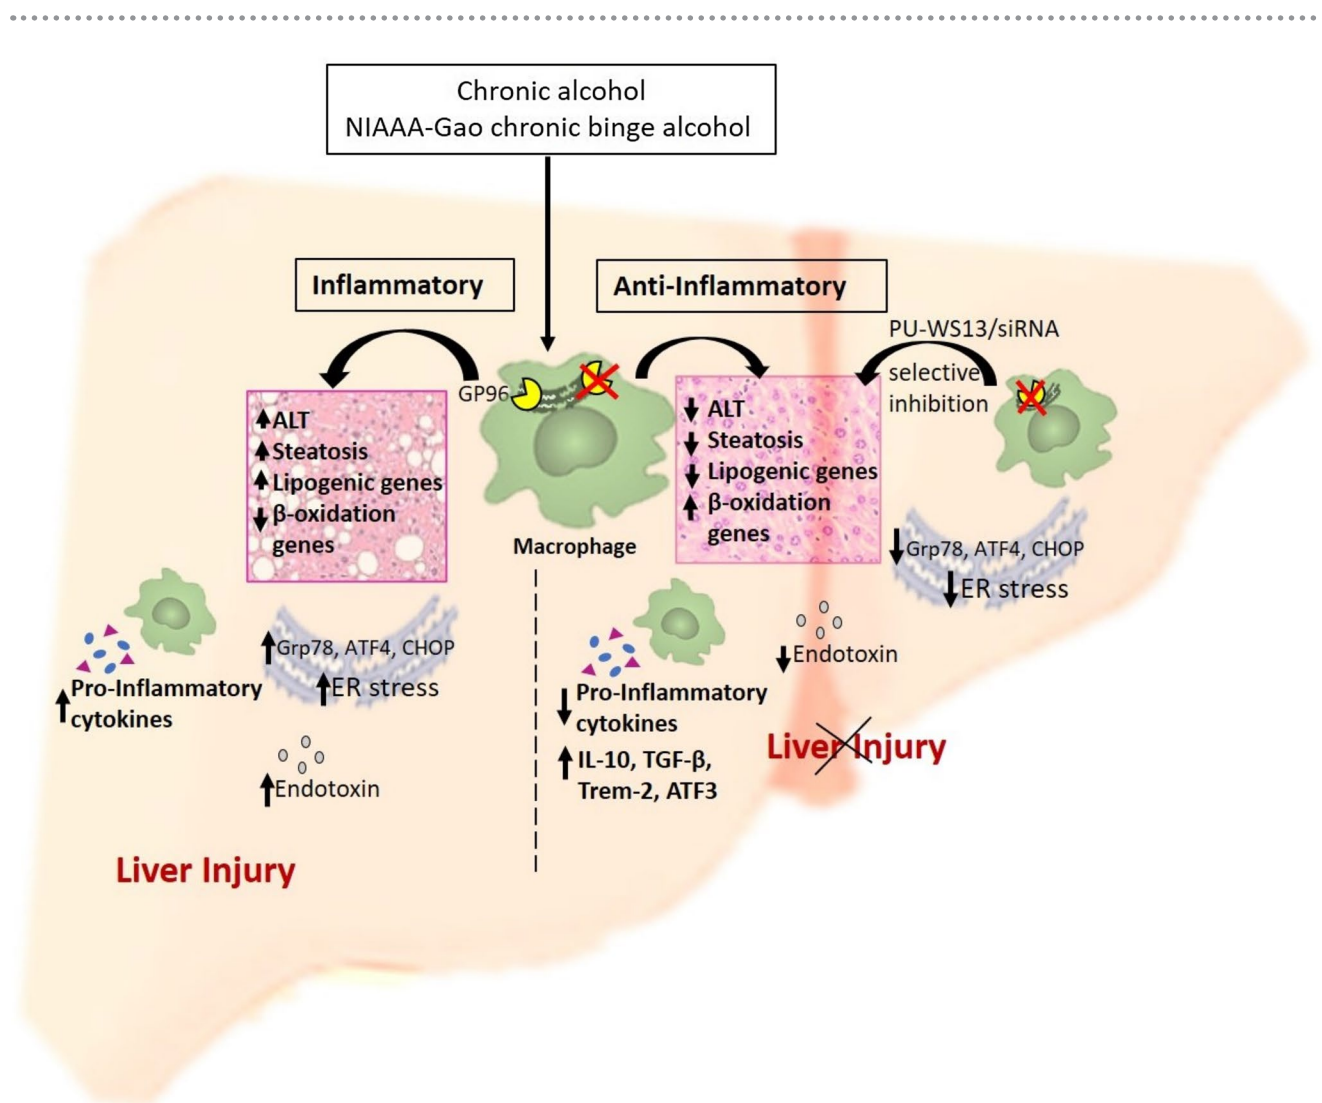 Chronic alcohol
NIAAA-Gao chronic binge alcohol
Inflammatory
Anti-Inflammatory
PU-WS13/siRNA
selective
inhibition
GP96
ALT
Steatosis
Lipogenic genes
β-oxidation
genes
Macrophage
ALT
Steatosis
Lipogenic genes
β-oxidation
genes
Grp78, ATF4, CHOP
ER stress
Grp78, ATF4, CHOP
ER stress
Pro-Inflammatory
cytokines
Endotoxin
Liver Injury
Pro-Inflammatory
cytokines
IL-10, TGF-β,
Trem-2, ATF3
Endotoxin
Liver Injury